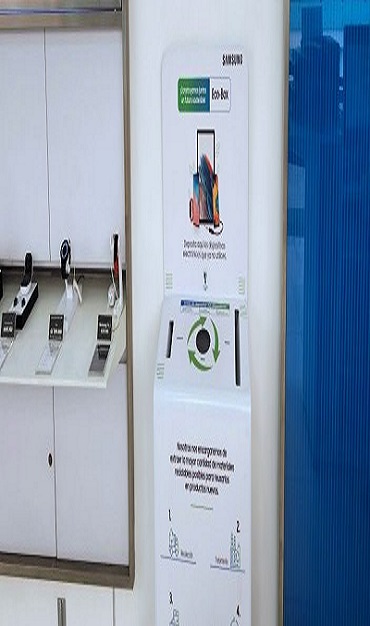 SAMSUNG
Construyamos juntos
un futuro sostenible
Eco-Box
Deposita aquí los dispositivos
electrónicos que ya no utilices.
Nosotros nos encargaremos de
extraer la mayor cantidad de materiales
reciclables posibles para reusarlos
en productos nuevos.
1.
2.
Recolección
Tratamiento
3.
4.